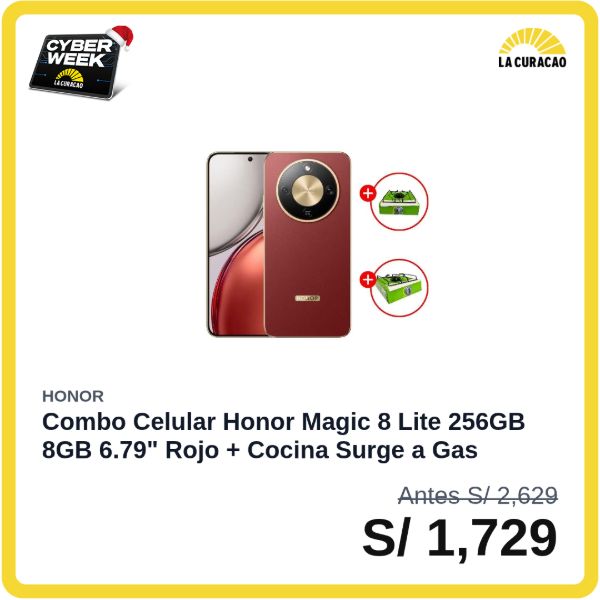 CYBER
WEEK
LA CURACAO
LA CURACAO
+
+
HONOR
HONOR
Combo Celular Honor Magic 8 Lite 256GB
8GB 6.79" Rojo + Cocina Surge a Gas
Antes S/ 2,629
S/ 1,729